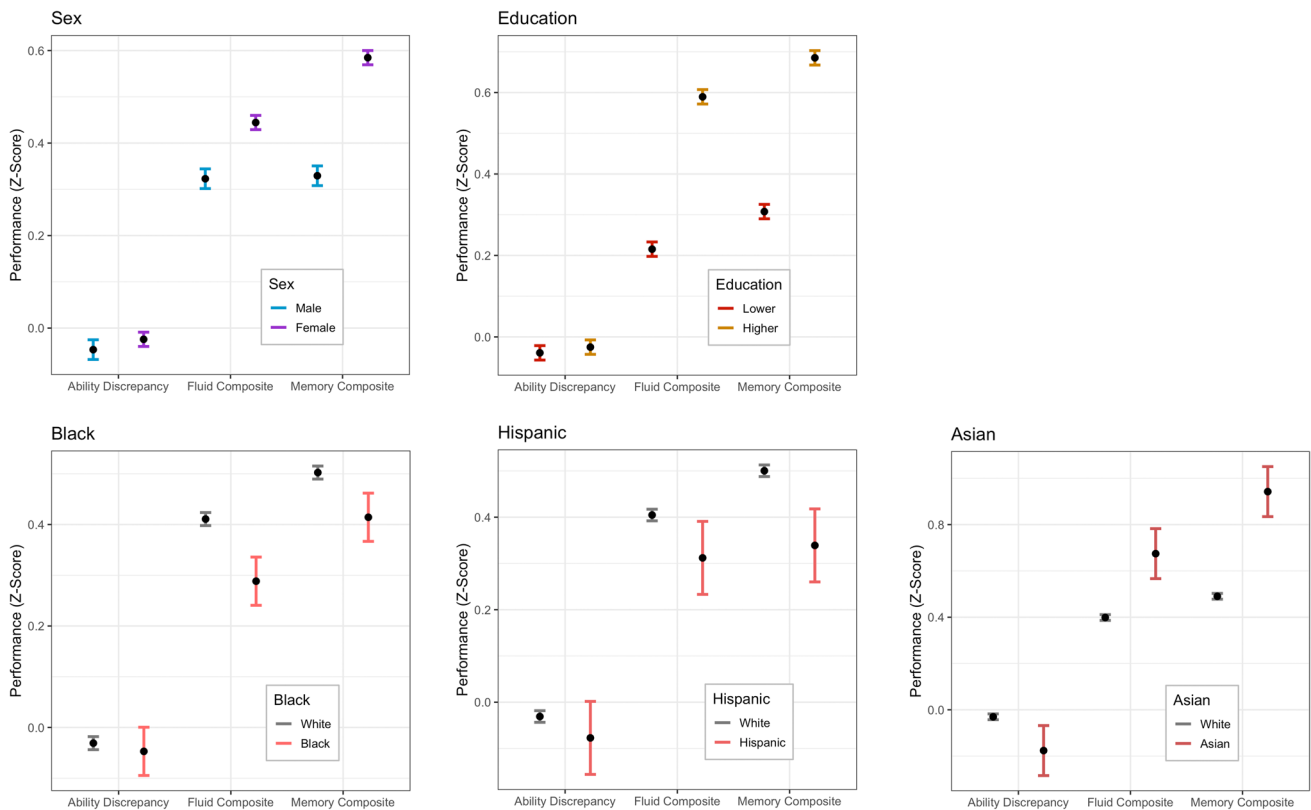 Sex
Performance (Z-Score)
0.6
0.4
0.2
0.0
Sex
Male
Female
Ability Discrepancy Fluid Composite Memory Composite
Education
Performance (Z-Score)
0.6
0.4
0.2
0.0
Education
Lower
Higher
Ability Discrepancy Fluid Composite Memory Composite
Black
Performance (Z-Score)
0.4
0.2
0.0
Black
White
Black
Ability Discrepancy Fluid Composite Memory Composite
Hispanic
Performance (Z-Score)
0.4
0.2
0.0
Hispanic
White
Hispanic
Ability Discrepancy Fluid Composite Memory Composite
Asian
Performance (Z-Score)
0.8
0.4
0.0
Asian
White
Asian
Ability Discrepancy Fluid Composite Memory Composite